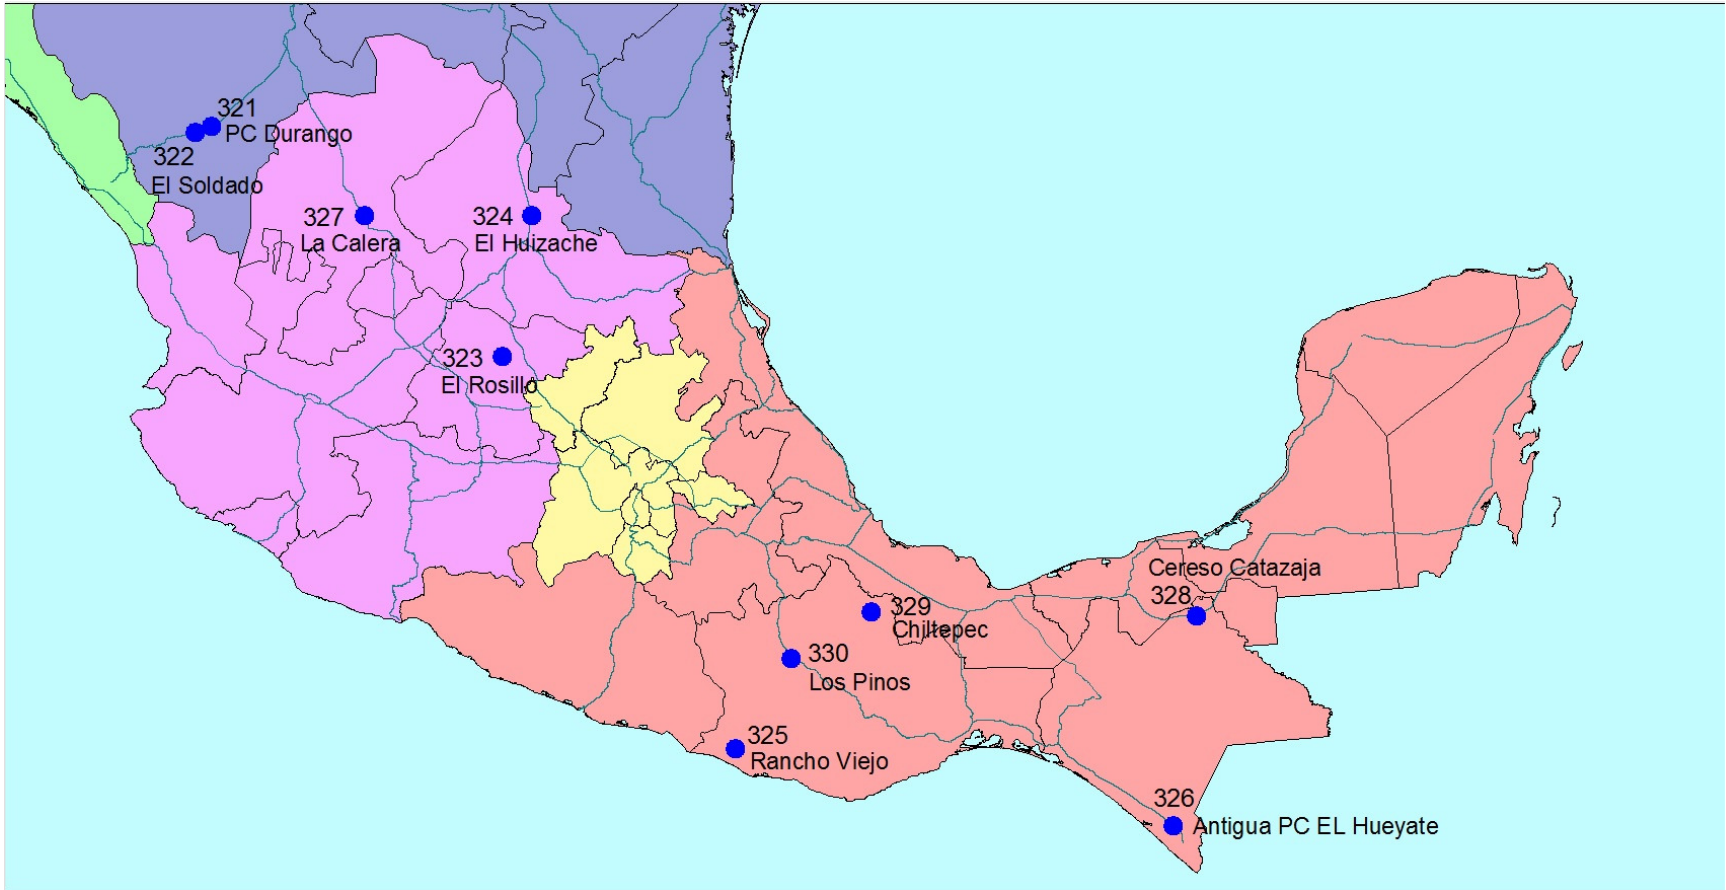 321
PC Durango
322
El Soldado
327
La Calera
324
El Huizache
323
El Rosillo
Cereso Catazaja
328
329
Chiltepec
330
Los Pinos
325
Rancho Viejo
326
Antigua PC EL Hueyate